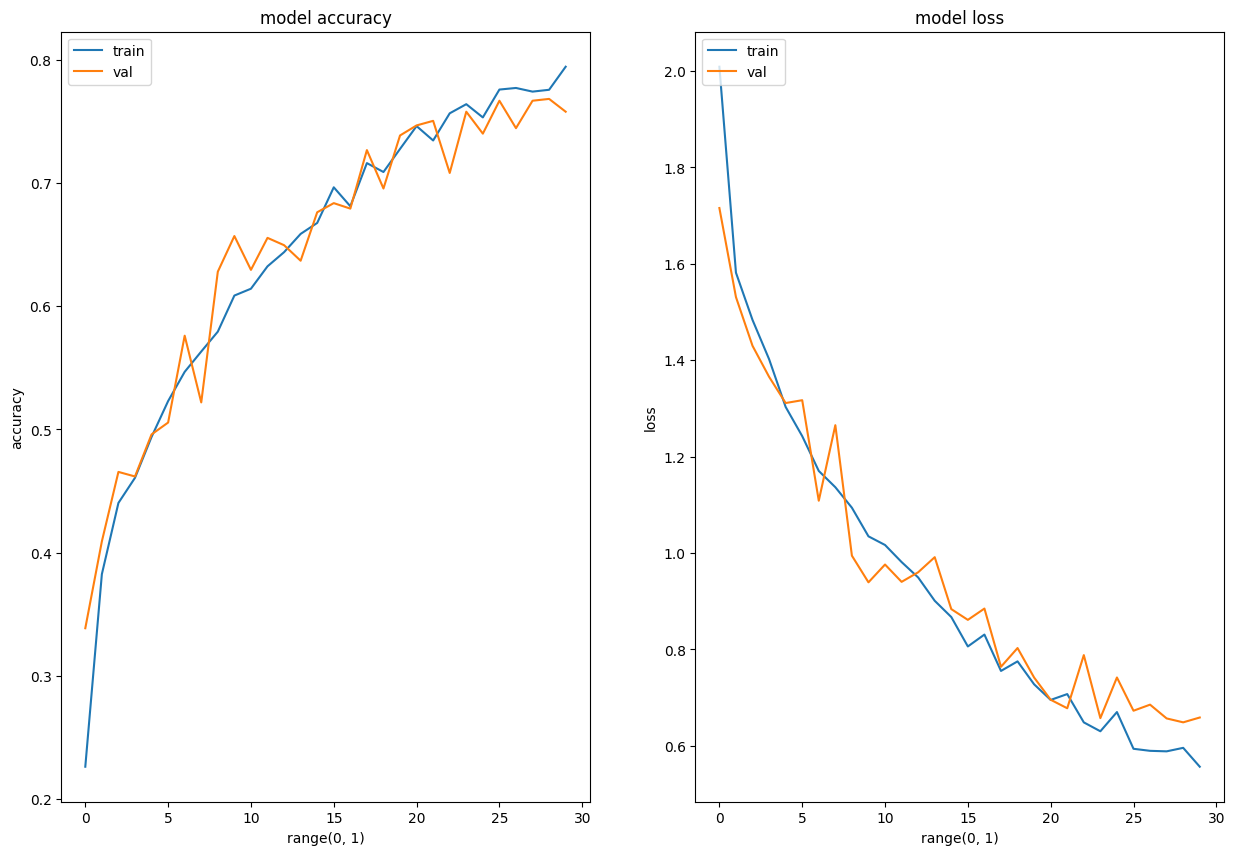 model accuracy
train
val
0.8
0.7
0.6
0.5
0.4
0.3
0.2
accuracy
0 5 10 15 20 25 30
range(0, 1)
model loss
train
val
2.0
1.8
1.6
1.4
1.2
1.0
0.8
0.6
loss
0 5 10 15 20 25 30
range(0, 1)